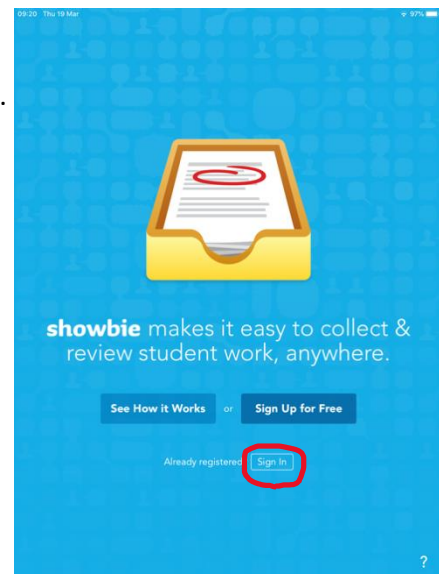 09:20 Thu 19 Mar 97%
.
showbie makes it easy to collect &
review student work, anywhere.
See How it Works or Sign Up for Free
Already registered Sign In
?